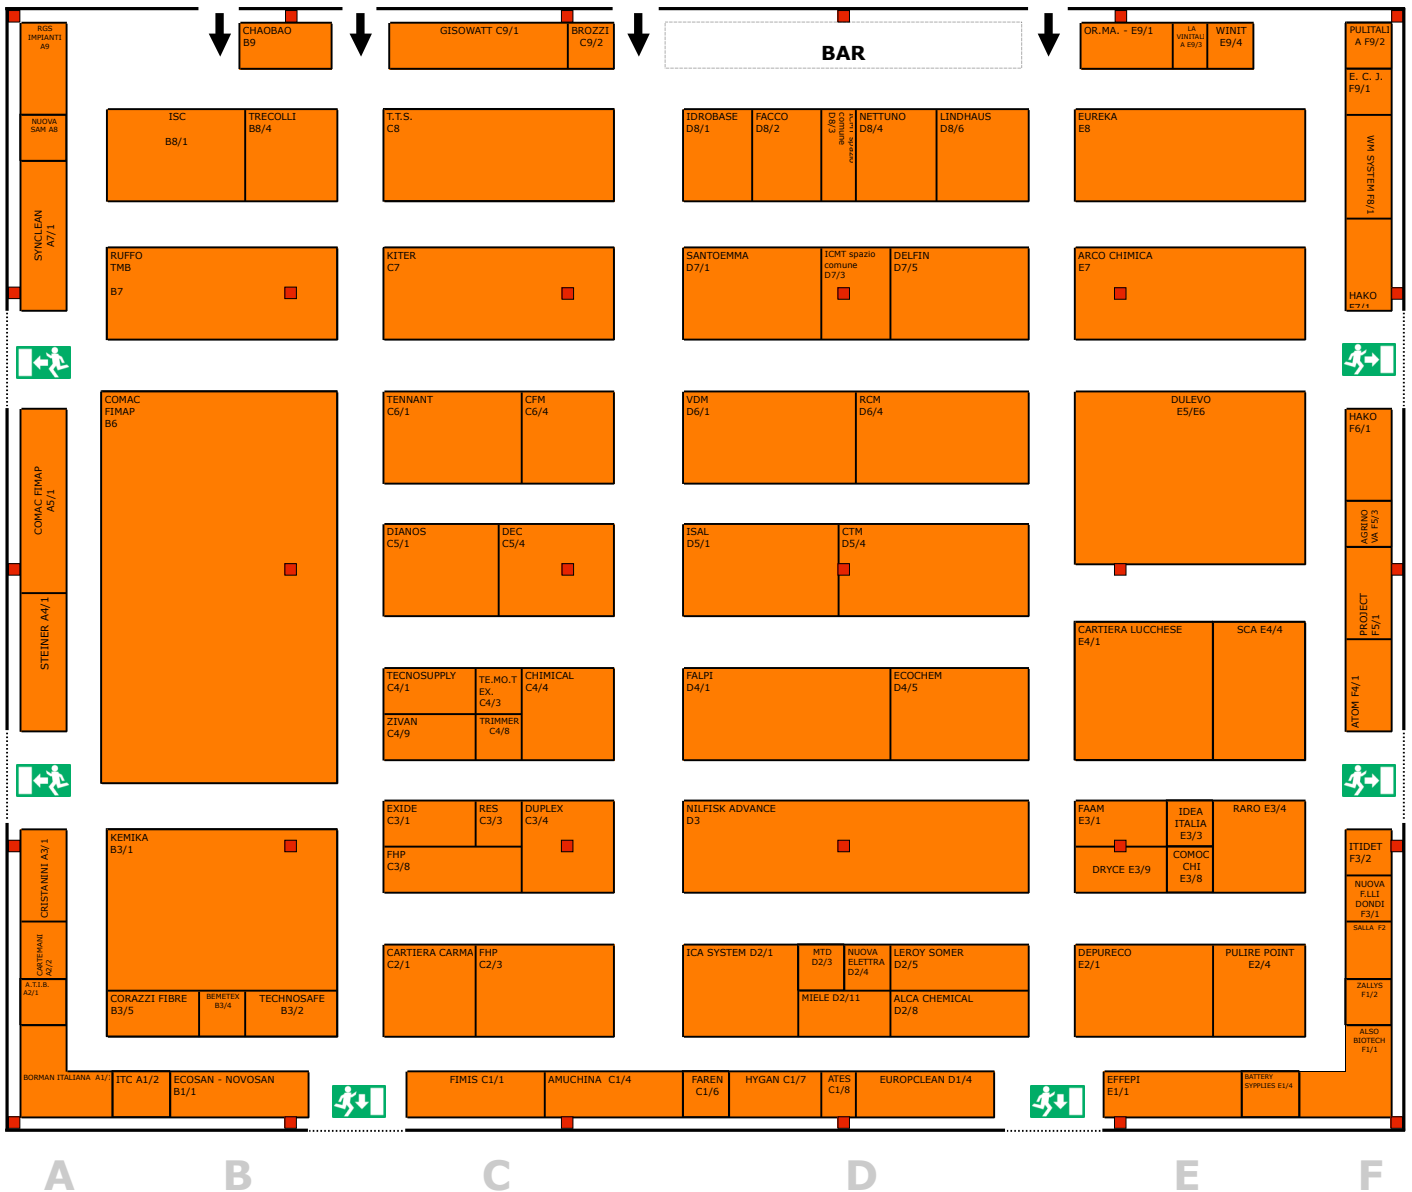 RGS
IMPIANTI
A9
CHAOBAO
B9
GISOWATT C9/1
BROZZI
C9/2
BAR
OR.MA. - E9/1
LA
VINITALI
A E9/3
WINIT
E9/4
PULITALI
A F9/2
E. C. J.
F9/1
NUOVA
SAM A8
ISC
B8/1
TRECOLLI
B8/4
T.T.S.
C8
IDROBASE
D8/1
FACCO
D8/2
ICMT spazio
comune
D8/3
NETTUNO
D8/4
LINDHAUS
D8/6
EUREKA
E8
WM SYSTEM F8/1
SYNCLEAN
A7/1
RUFFO
TMB
B7
KITER
C7
SANTOEMMA
D7/1
ICMT spazio
comune
D7/3
DELFIN
D7/5
ARCO CHIMICA
E7
HAKO
F7/1
COMAC
FIMAP
B6
TENNANT
C6/1
CFM
C6/4
VDM
D6/1
RCM
D6/4
DULEVO
E5/E6
HAKO
F6/1
COMAC FIMAP
A5/1
DIANOS
C5/1
DEC
C5/4
ISAL
D5/1
CTM
D5/4
AGRINO
VA F5/3
PROJECT
F5/1
STEINER A4/1
TECNOSUPPLY
C4/1
TE.MO.T
EX.
C4/3
CHIMICAL
C4/4
ZIVAN
C4/9
TRIMMER
C4/8
FALPI
D4/1
ECOCHEM
D4/5
CARTIERA LUCCHESE
E4/1
SCA E4/4
ATOM F4/1
CRISTANINI A3/1
KEMIKA
B3/1
EXIDE
C3/1
RES
C3/3
DUPLEX
C3/4
FHP
C3/8
NILFISK ADVANCE
D3
FAAM
E3/1
IDEA
ITALIA
E3/3
RARO E3/4
DRYCE E3/9
COMOC
CHI
E3/8
ITIDET
F3/2
NUOVA
F.LLI
DONDI
F3/1
SALLA F2
CARTEMANI
A2/2
A.T.I.B.
A2/1
CORAZZI FIBRE
B3/5
BEMETEX
B3/4
TECHNOSAFE
B3/2
CARTIERA CARMA
C2/1
FHP
C2/3
ICA SYSTEM D2/1
MTD
D2/3
NUOVA
ELETTRA
D2/4
LEROY SOMER
D2/5
MIELE D2/11
ALCA CHEMICAL
D2/8
DEPURECO
E2/1
PULIRE POINT
E2/4
ZALLYS
F1/2
ALSO
BIOTECH
F1/1
BORMAN ITALIANA A1/1
ITC A1/2
ECOSAN - NOVOSAN
B1/1
FIMIS C1/1
AMUCHINA C1/4
FAREN
C1/6
HYGAN C1/7
ATES
C1/8
EUROPCLEAN D1/4
EFFEPI
E1/1
BATTERY
SYPPLIES E1/4
A B C D E F